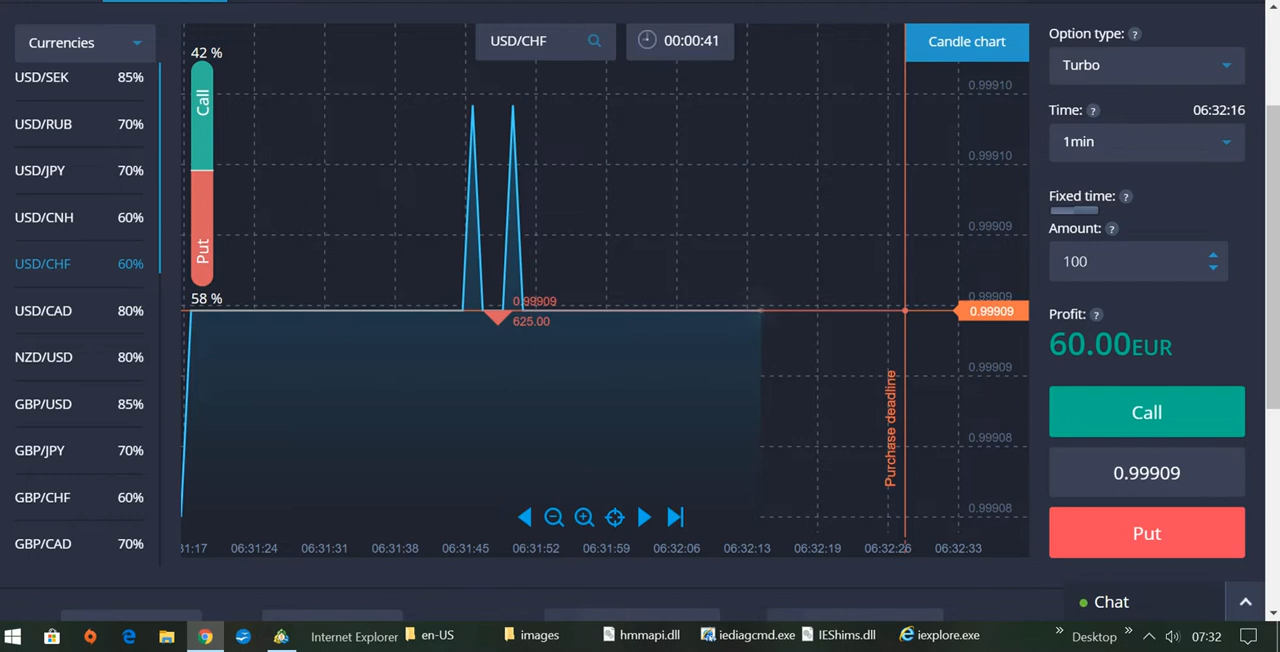 Currencies
USD/SEK 85%
USD/RUB 70%
USD/JPY 70%
USD/CNH 60%
USD/CHF 60%
USD/CAD 80%
NZD/USD 80%
GBP/USD 85%
GBP/JPY 70%
GBP/CHF 60%
GBP/CAD 70%
42 %
Call
Put
58 %
USD/CHF
00:00:41
Candle chart
0.99910
0.99910
0.99909
0.99909
0.99909
0.99909
0.99908
0.99908
0.99909
625.00
Purchase deadline
31:17 06:31:24 06:31:31 06:31:38 06:31:45 06:31:52 06:31:59 06:32:06 06:32:13 06:32:19 06:32:26 06:32:33
Option type: ?
Turbo
Time: ? 06:32:16
1min
Fixed time: ?
Amount: ?
100
Profit: ?
60.00EUR
Call
0.99909
Put
Chat
Internet Explorer en-US images hmmapi.dll iediagcmd.exe IEShims.dll iexplore.exe » Desktop » 07:32